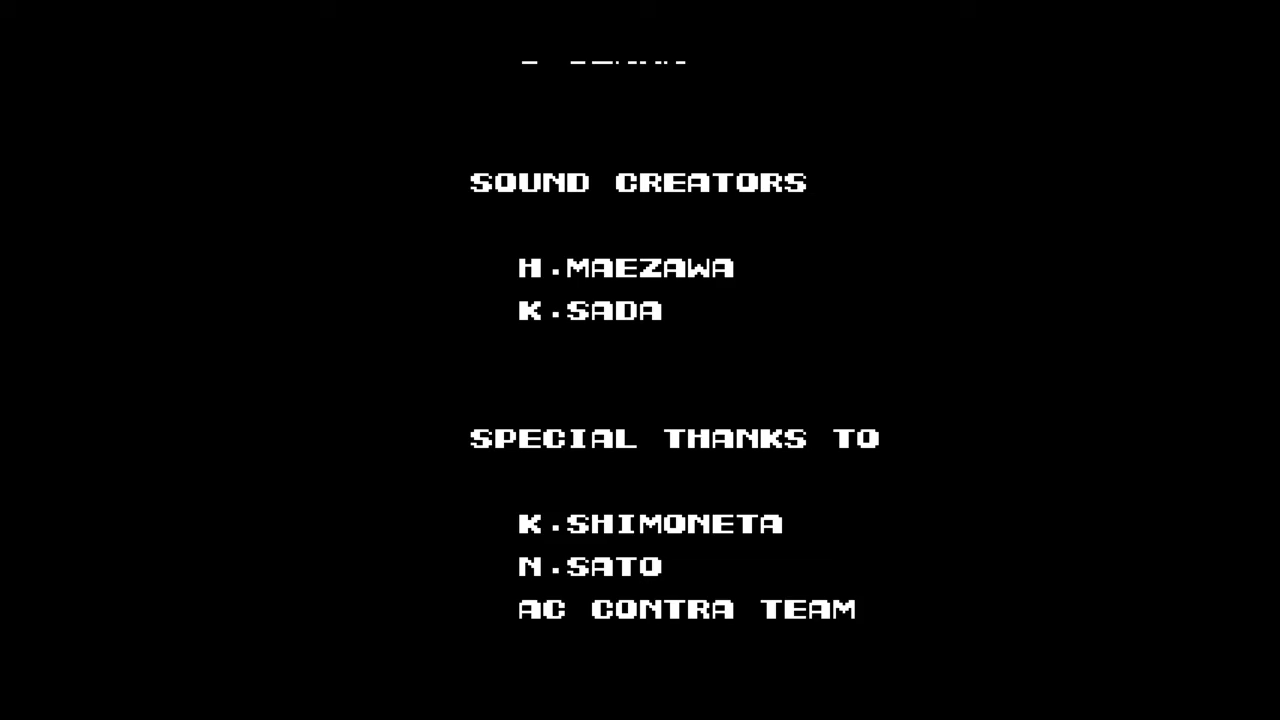 SOUND CREATORS
H.MAEZAWA
K.SADA
SPECIAL THANKS TO
K.SHIMONETA
N.SATO
AC CONTRA TEAM